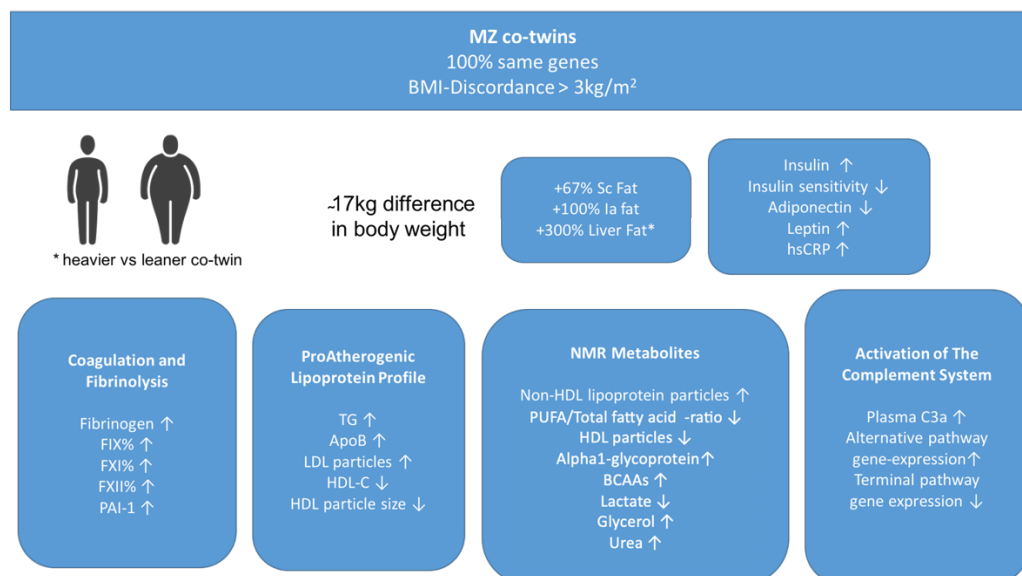 MZ co-twins
100% same genes
BMI-Discordance > 3kg/m²
* heavier vs leaner co-twin
~17kg difference
in body weight
+67% Sc Fat
+100% Ia fat
+300% Liver Fat*
Insulin ↑
Insulin sensitivity ↓
Adiponectin ↓
Leptin ↑
hsCRP ↑
Coagulation and
Fibrinolysis
Fibrinogen ↑
FIX% ↑
FXI% ↑
FXII% ↑
PAI-1 ↑
ProAtherogenic
Lipoprotein Profile
TG ↑
ApoB ↑
LDL particles ↑
HDL-C ↓
HDL particle size ↓
NMR Metabolites
Non-HDL lipoprotein particles ↑
PUFA/Total fatty acid -ratio ↓
HDL particles ↓
Alpha1-glycoprotein↑
BCAAs ↑
Lactate ↓
Glycerol ↑
Urea ↑
Activation of The
Complement System
Plasma C3a ↑
Alternative pathway
gene-expression↑
Terminal pathway
gene expression ↓